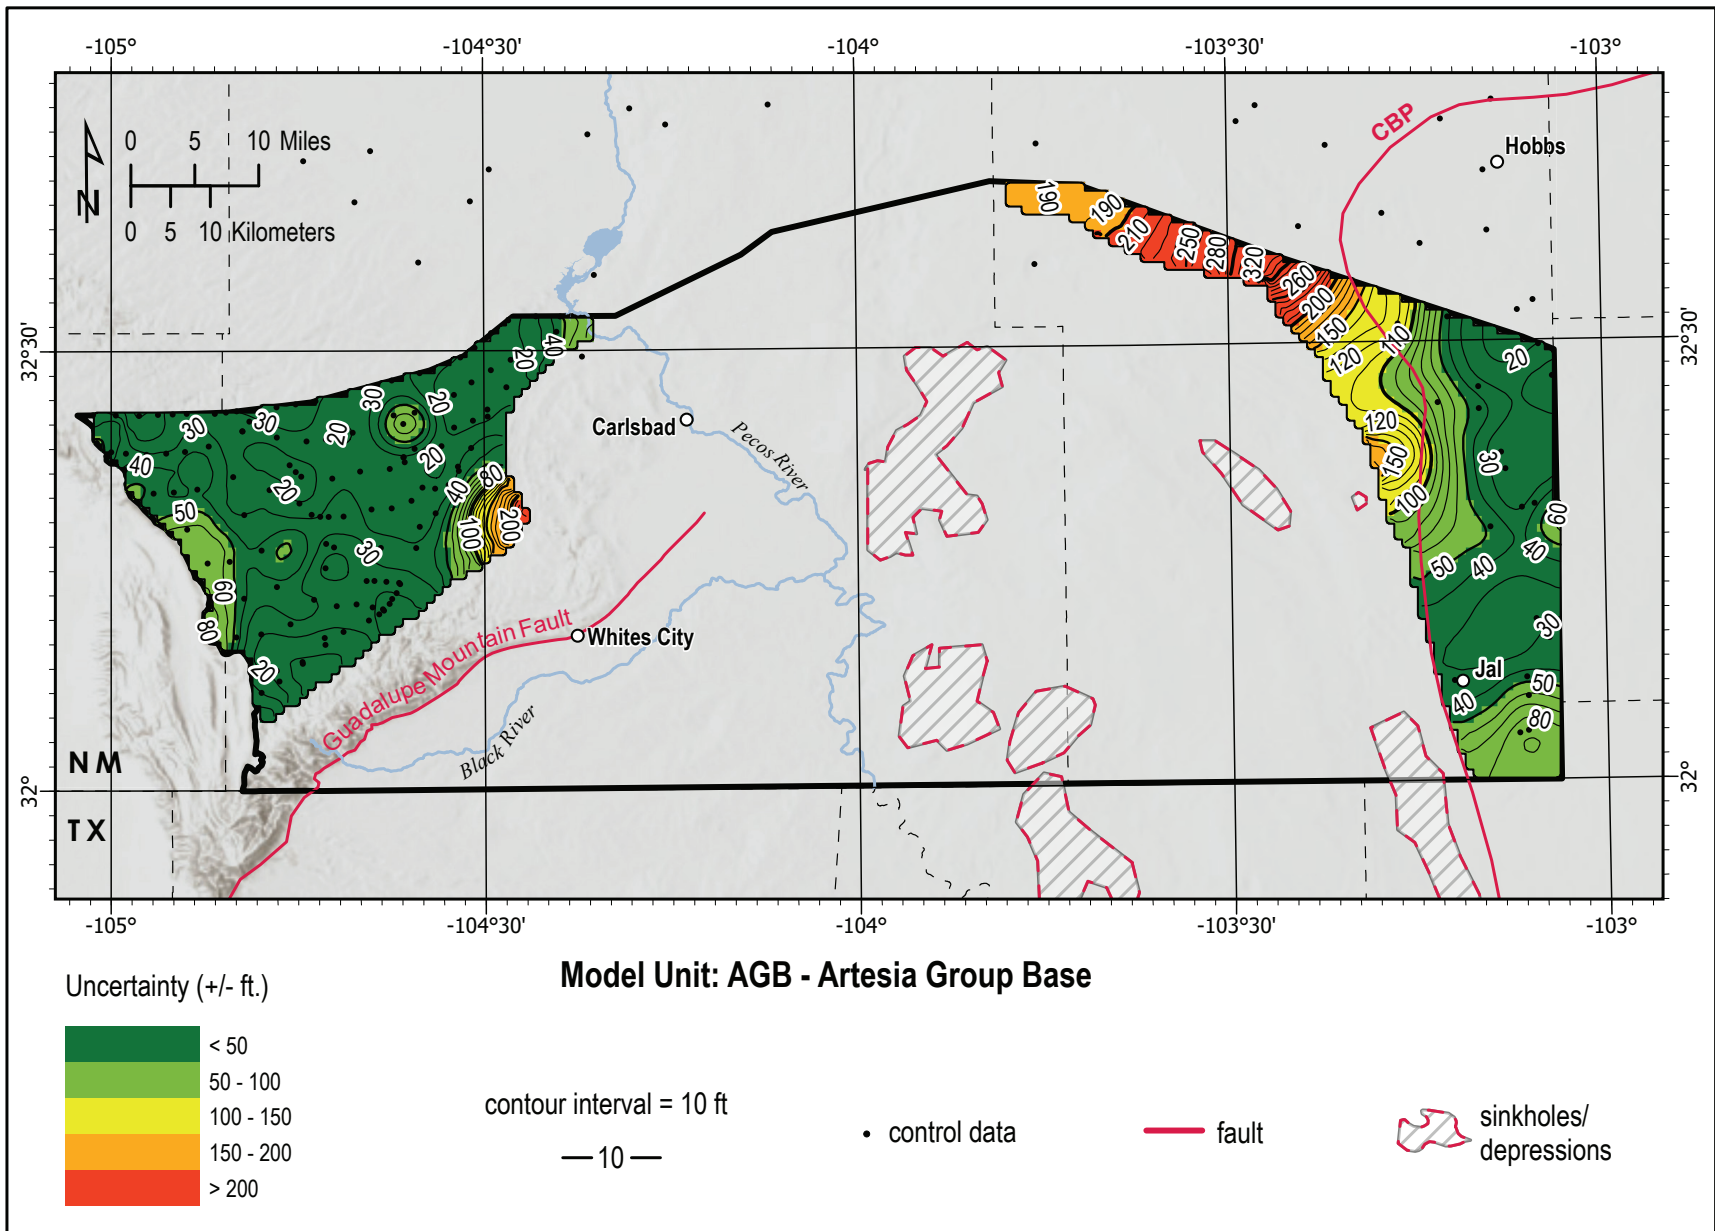 -105° -104°30' -104° -103°30' -103°
0 5 10 Miles
0 5 10 Kilometers
N
CBP
Hobbs
190
190
210
250
280
320
260
200
150
120
110
20
120
150
100
30
60
40
50
40
30
50
40
80
Jal
32°30'
32°30'
40
20
30
20
30
30
20
20
40
20
50
40
80
100
200
30
60
80
20
Carlsbad
Pecos River
Whites City
Guadalupe Mountain Fault
Black River
NM
TX
32°
32°
-105° -104°30' -104° -103°30' -103°
Model Unit: AGB - Artesia Group Base
Uncertainty (+/- ft.)
< 50
50 - 100
100 - 150
150 - 200
> 200
contour interval = 10 ft
10
control data
fault
sinkholes/
depressions